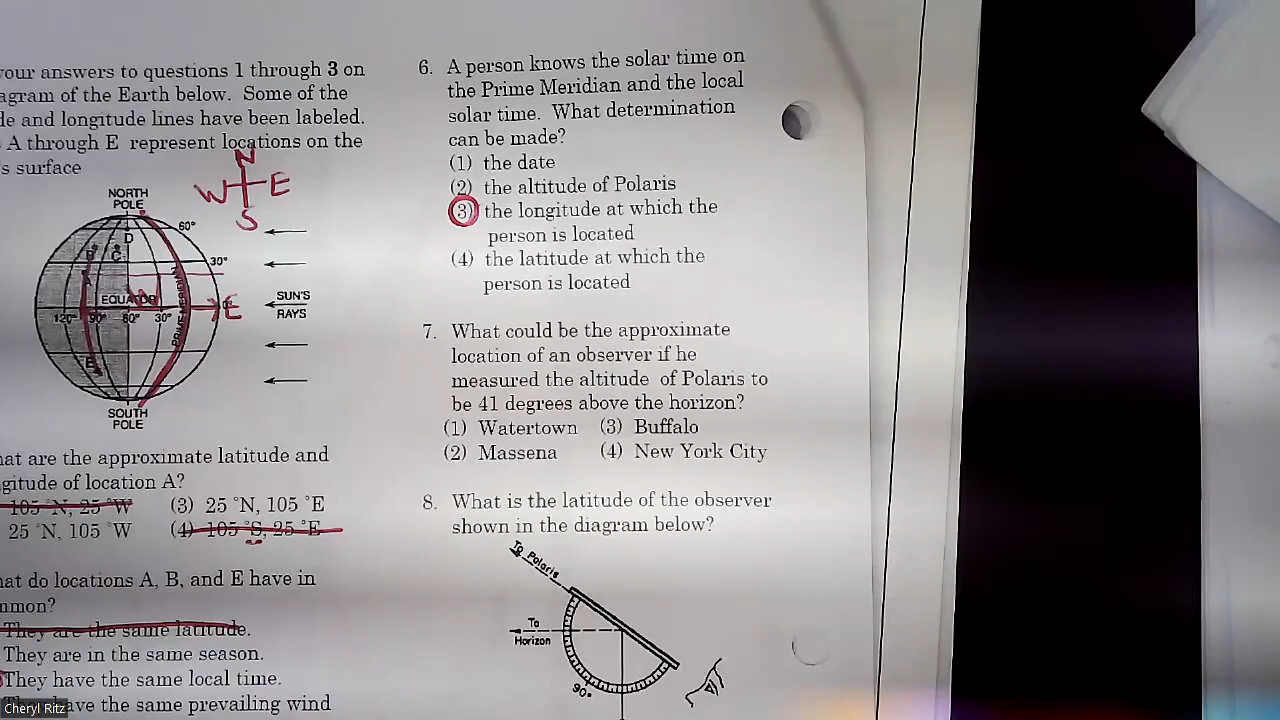 your answers to questions 1 through 3 on
agram of the Earth below. Some of the
de and longitude lines have been labeled.
A through E represent locations on the
's surface
N
W E
S
NORTH
POLE
D
60°
B
C
30°
A
EQUATOR
0°
E
120° 90° 60° 30°
PRIME MERIDIAN
E
SOUTH
POLE
SUN'S
RAYS
hat are the approximate latitude and
gitude of location A?
105 °N, 25 °W (3) 25 °N, 105 °E
25 °N, 105 °W (4) 105 °S, 25 °E
hat do locations A, B, and E have in
mmon?
They are the same latitude.
They are in the same season.
They have the same local time.
ave the same prevailing wind
Cheryl Ritz
6. A person knows the solar time on
the Prime Meridian and the local
solar time. What determination
can be made?
(1) the date
(2) the altitude of Polaris
(3) the longitude at which the
person is located
(4) the latitude at which the
person is located
7. What could be the approximate
location of an observer if he
measured the altitude of Polaris to
be 41 degrees above the horizon?
(1) Watertown (3) Buffalo
(2) Massena (4) New York City
8. What is the latitude of the observer
shown in the diagram below?
To Polaris
To
Horizon
90°